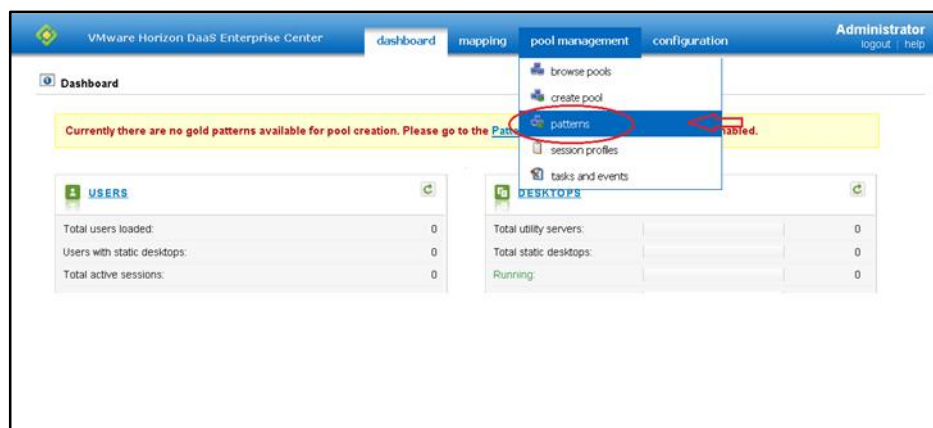 VMware Horizon DaaS Enterprise Center
dashboard mapping pool management configuration
Administrator
logout | help
browse pools
create pool
patterns
session profiles
tasks and events
Dashboard
Currently there are no gold patterns available for pool creation. Please go to the Patte nabled.
USERS
Total users loaded: 0
Users with static desktops: 0
Total active sessions: 0
DESKTOPS
Total utility servers: 0
Total static desktops: 0
Running: 0